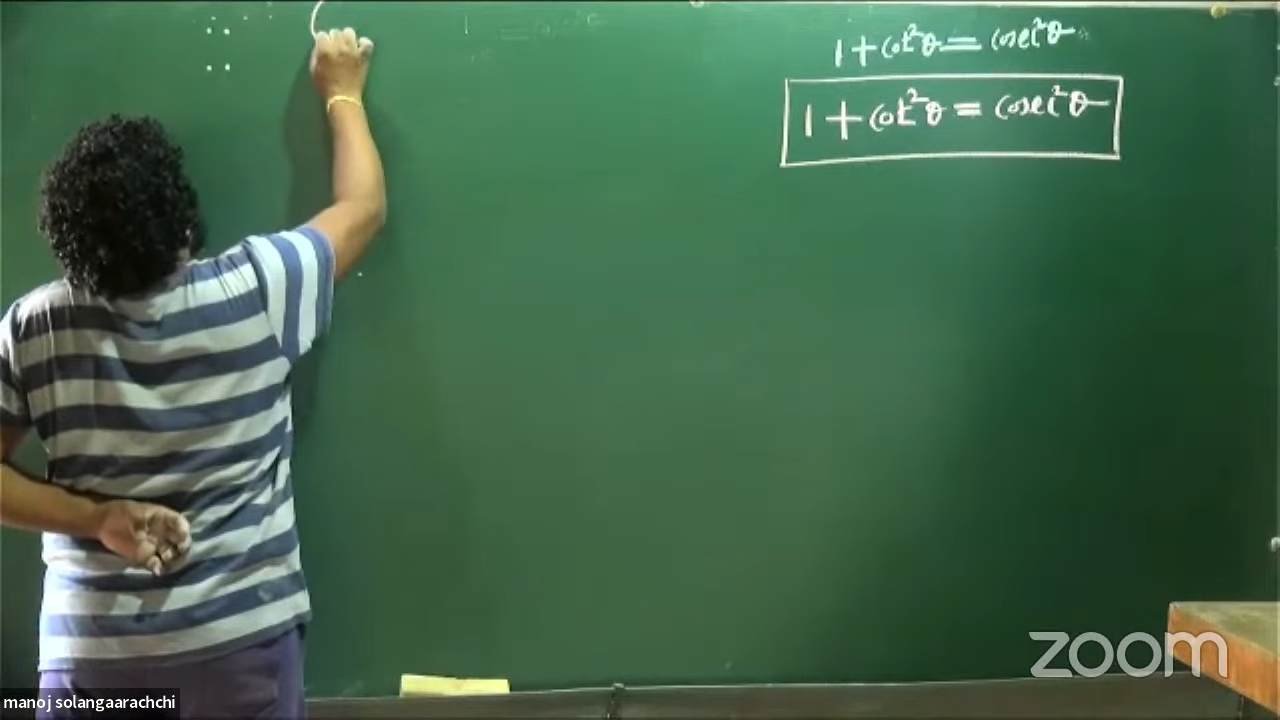 1 + cot²θ = cosec²θ
1 + cot²θ = cosec²θ
zoom
manoj solangaarachchi